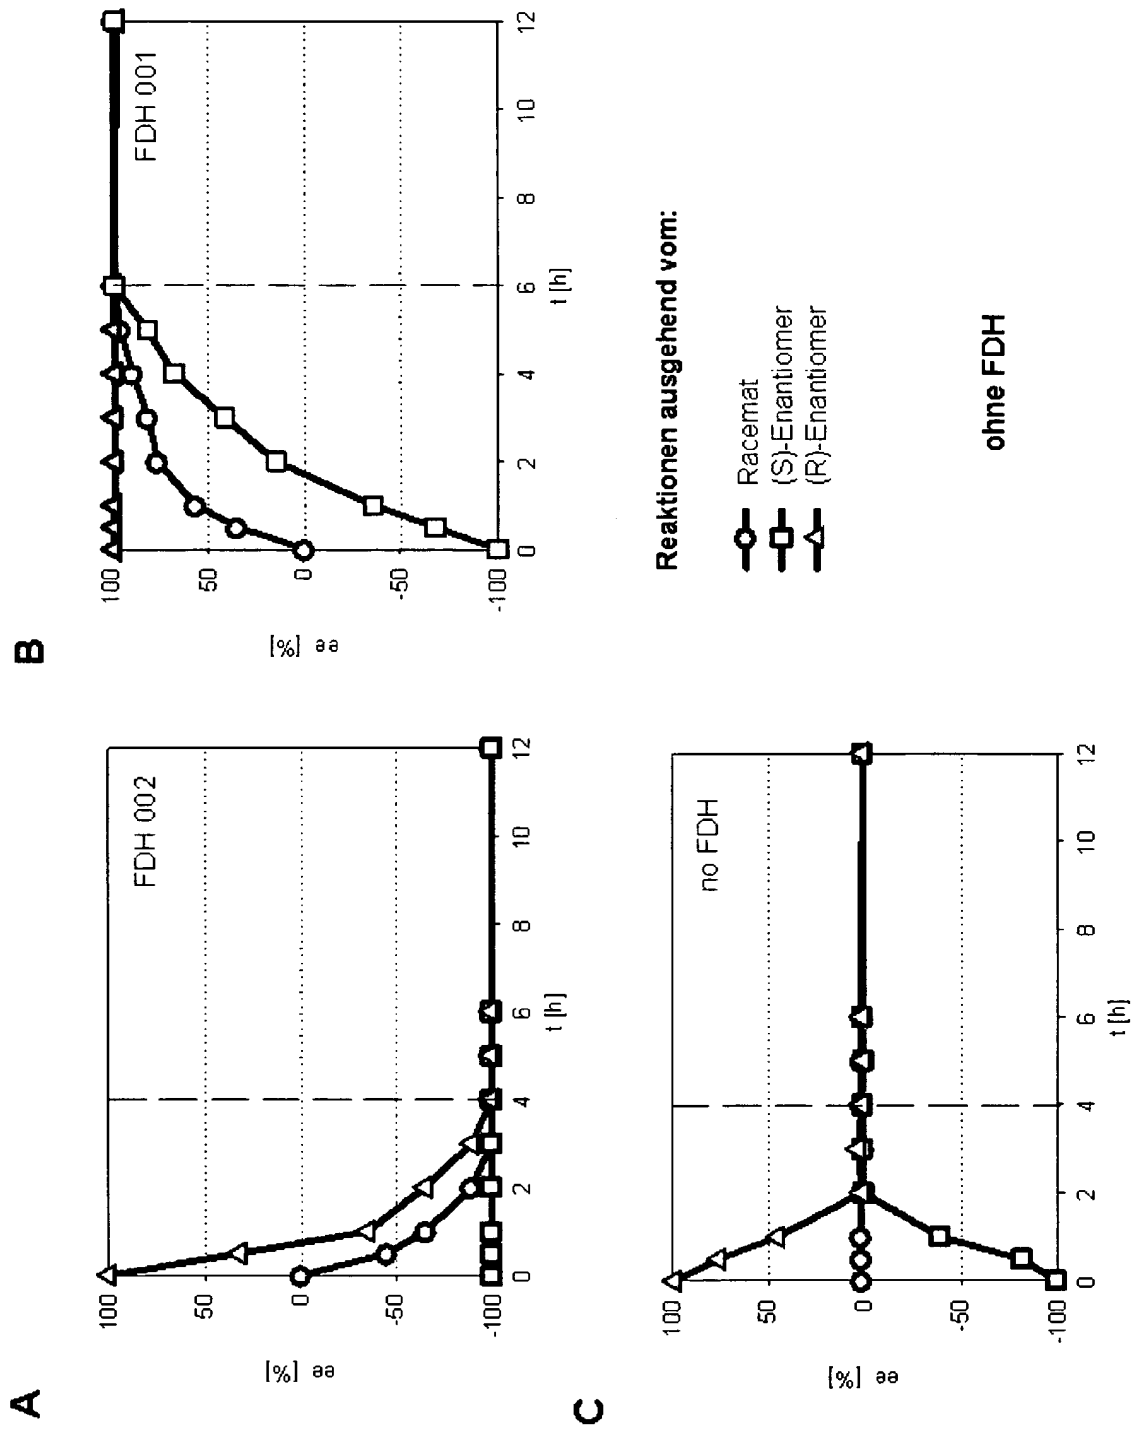 A
ee [%]
100
50
0
-50
-100
FDH 002
0
2
4
6
8
10
12
t [h]
B
ee [%]
100
50
0
-50
-100
FDH 001
0
2
4
6
8
10
12
t [h]
C
ee [%]
100
50
0
-50
-100
no FDH
0
2
4
6
8
10
12
t [h]
Reaktionen ausgehend vom:
Racemat
(S)-Enantiomer
(R)-Enantiomer
ohne FDH